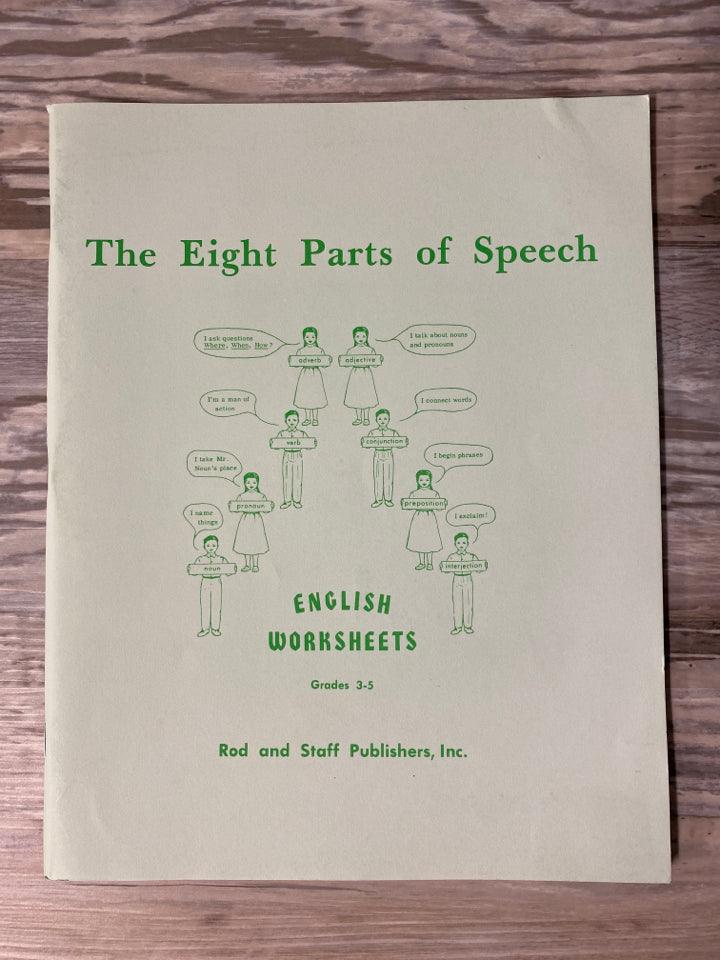 The Eight Parts of Speech
I ask questions
Where, When, How?
adverb
adjective
I talk about nouns
and pronouns
I'm a man of
action
verb
conjunction
I connect words
I take Mr.
Noun's place
pronoun
preposition
I begin phrases
I name
things
noun
I exclaim!
interjection
ENGLISH
WORKSHEETS
Grades 3-5
Rod and Staff Publishers, Inc.